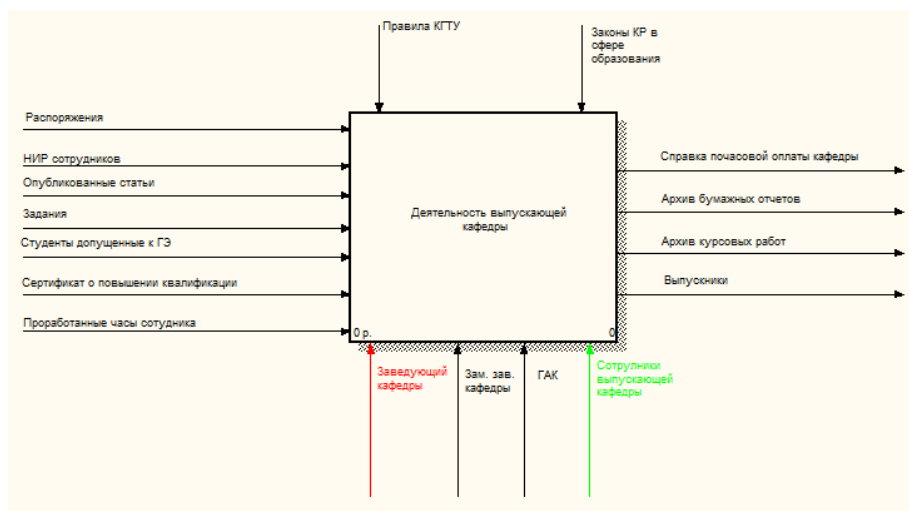 Правила КГТУ
Законы КР в
сфере
образования
Распоряжения
НИР сотрудников
Опубликованные статьи
Задания
Студенты допущенные к ГЭ
Сертификат о повышении квалификации
Проработанные часы сотудника
Деятельность выпускающей
кафедры
0 р.
0
Справка почасовой оплаты кафедры
Архив бумажных отчетов
Архив курсовых работ
Выпускники
Заведующий
кафедры
Зам. зав.
кафедры
ГАК
Сотрулники
выпускающей
кафедры